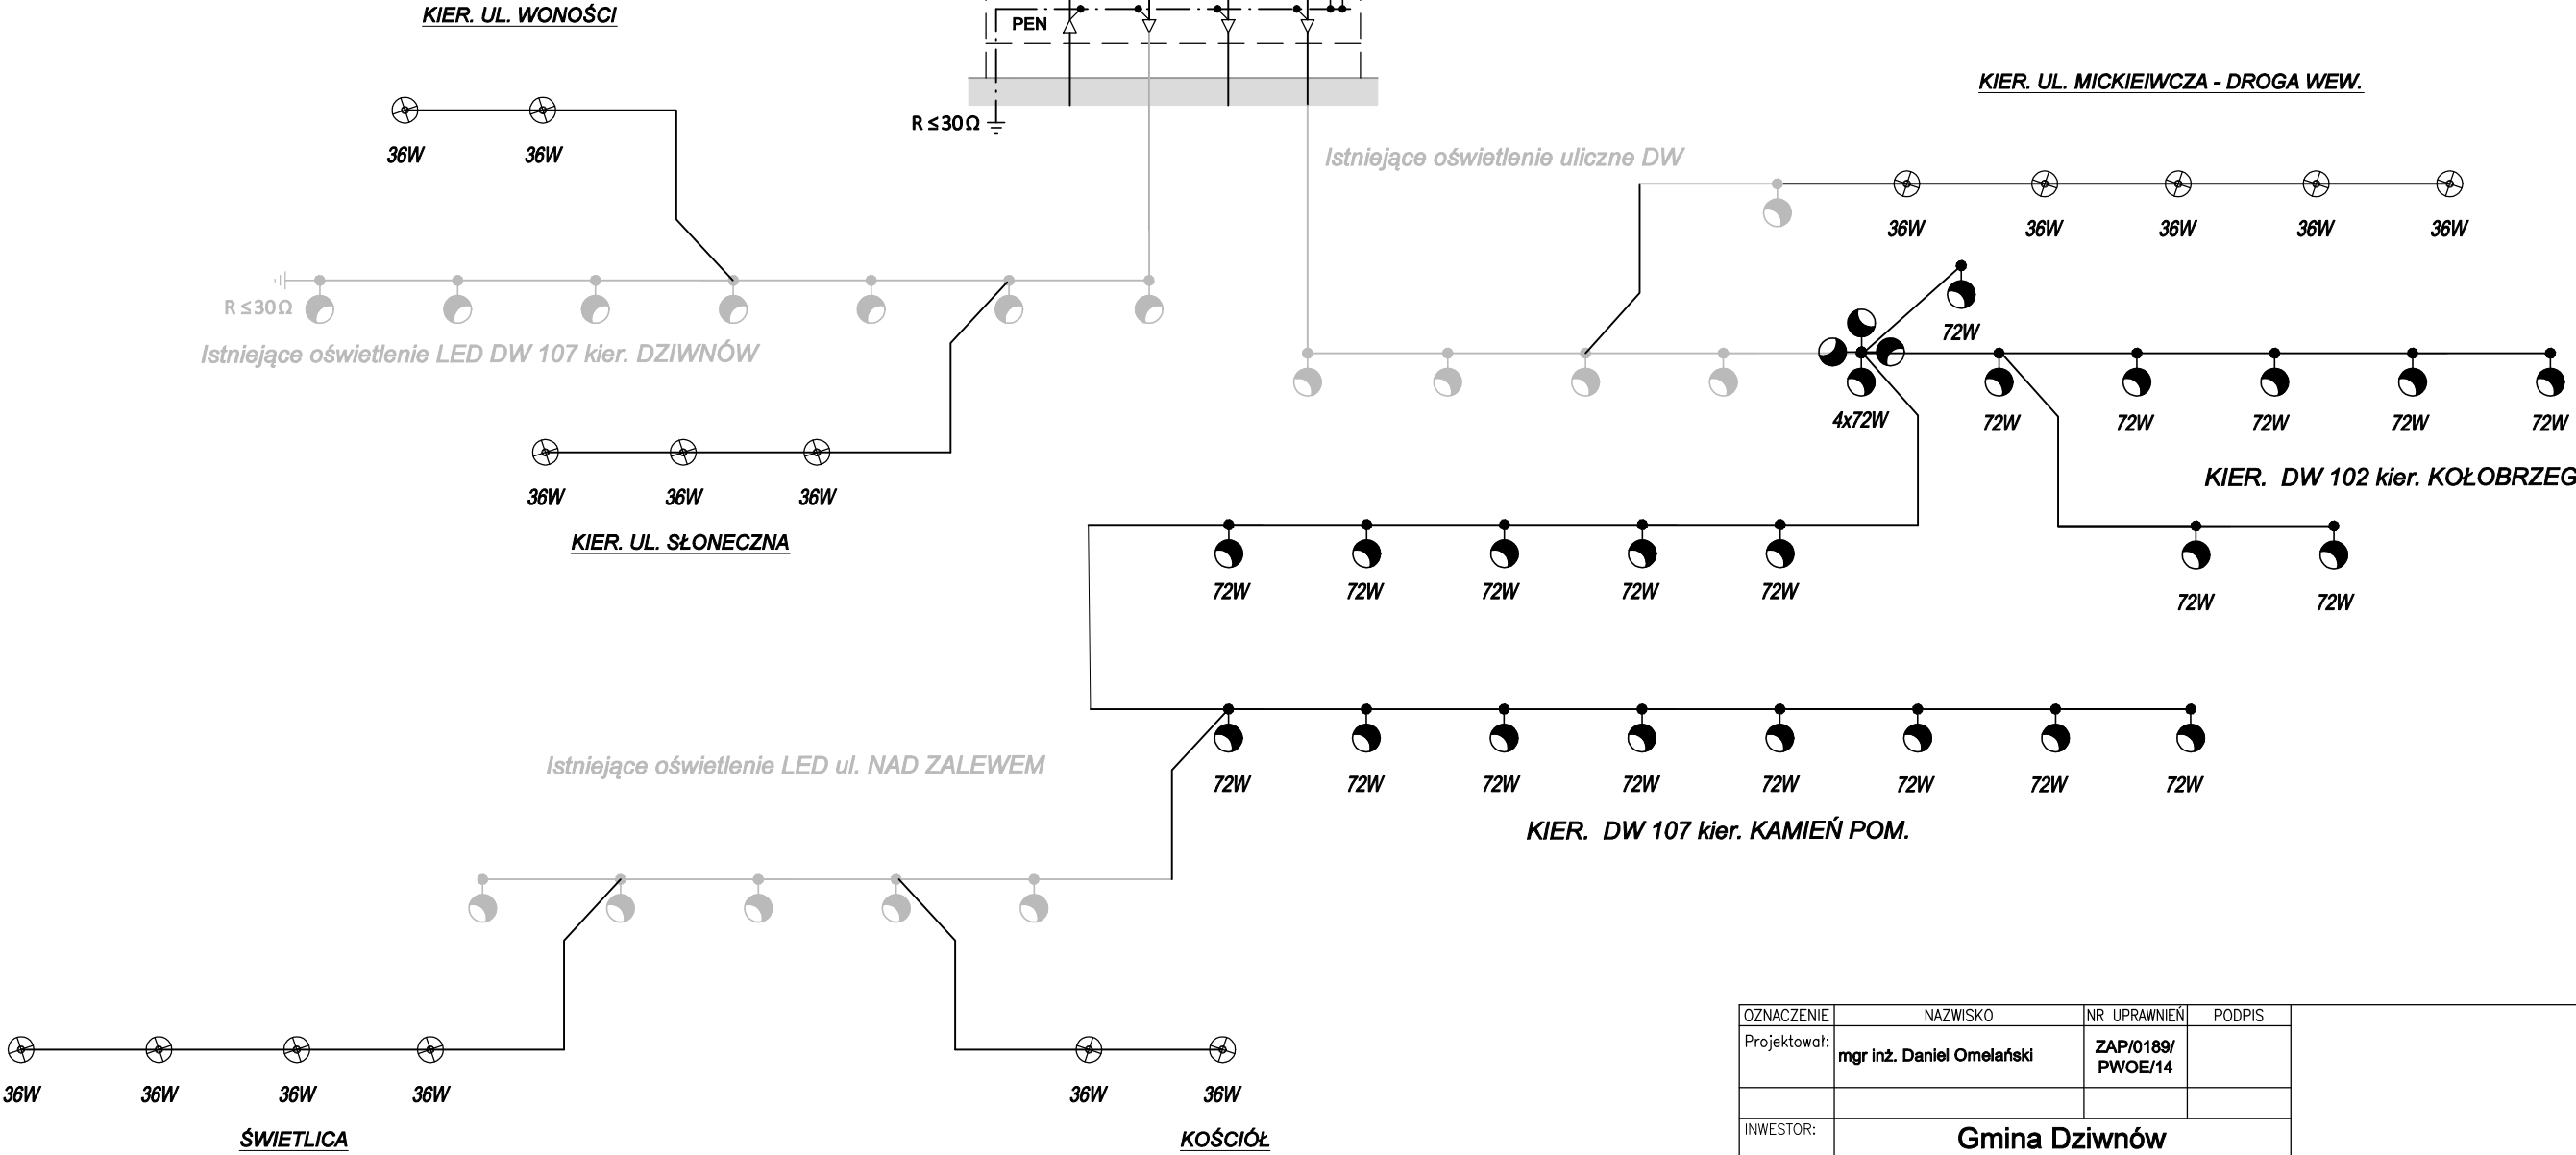 KIER. UL. WONOŚCI
PEN
R ≤30Ω
KIER. UL. MICKIEIWCZA - DROGA WEW.
36W 36W
Istniejące oświetlenie uliczne DW
36W 36W 36W 36W 36W
R ≤30Ω
Istniejące oświetlenie LED DW 107 kier. DZIWNÓW
72W
4x72W 72W 72W 72W 72W 72W
KIER. DW 102 kier. KOŁOBRZEG
36W 36W 36W
KIER. UL. SŁONECZNA
72W 72W 72W 72W 72W
72W 72W
Istniejące oświetlenie LED ul. NAD ZALEWEM
72W 72W 72W 72W 72W 72W 72W 72W
KIER. DW 107 kier. KAMIEŃ POM.
36W 36W 36W 36W
ŚWIETLICA
36W 36W
KOŚCIÓŁ
OZNACZENIE NAZWISKO NR UPRAWNIEŃ PODPIS
Projektował: mgr inż. Daniel Omelański ZAP/0189/
PWOE/14
INWESTOR: Gmina Dziwnów